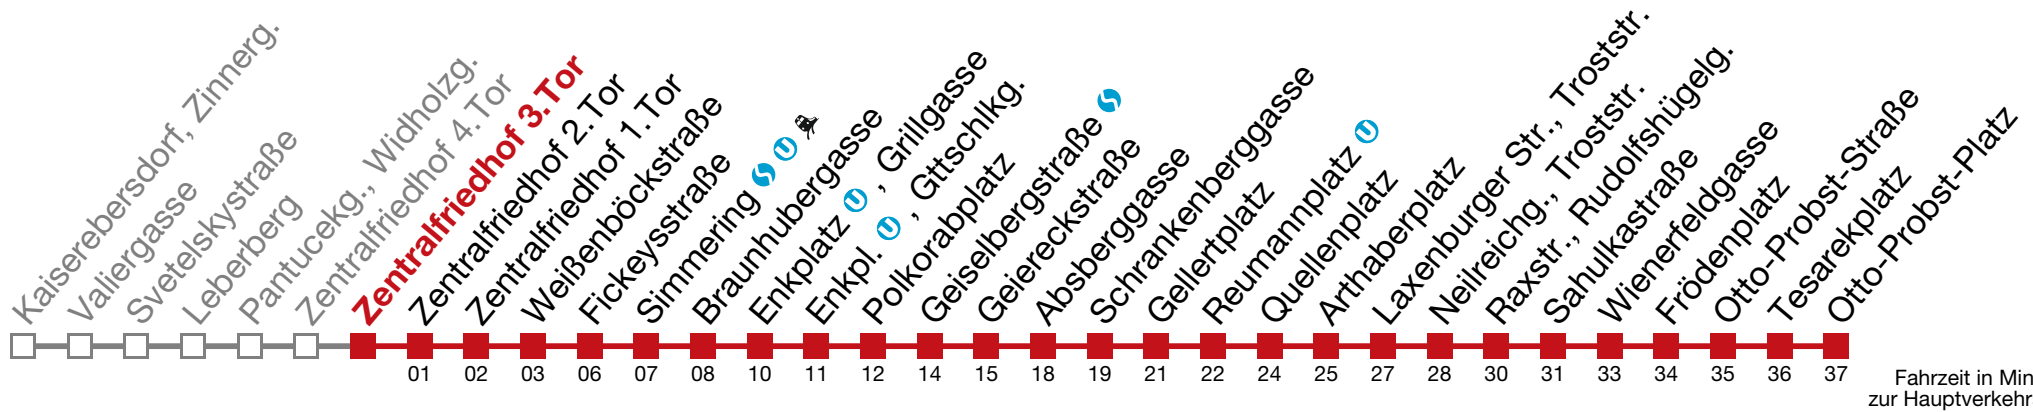 Kaiserebersdorf, Zinnerg.
Valiergasse
Svetelskystraße
Leberberg
Pantucekg., Widholzg.
Zentralfriedhof 4.Tor
Zentralfriedhof 3.Tor
Zentralfriedhof 2.Tor
Zentralfriedhof 1.Tor
Weißenböckstraße
Fickeysstraße
Simmering S U
Braunhubergasse
Enkplatz U , Grillgasse
Enkpl. U , Gttschlkg.
Polkorabplatz
Geiselbergstraße S
Geiereckstraße
Absberggasse
Schrankenberggasse
Gellertplatz
Reumannplatz U
Quellenplatz
Arthaberplatz
Laxenburger Str., Troststr.
Neilreichg., Troststr.
Raxstr., Rudolfshügelg.
Sahulkastraße
Wienerfeldgasse
Frödenplatz
Otto-Probst-Straße
Tesarekplatz
Otto-Probst-Platz
01 02 03 06 07 08 10 11 12 14 15 18 19 21 22 24 25 27 28 30 31 33 34 35 36 37
Fahrzeit in Min
zur Hauptverkehr